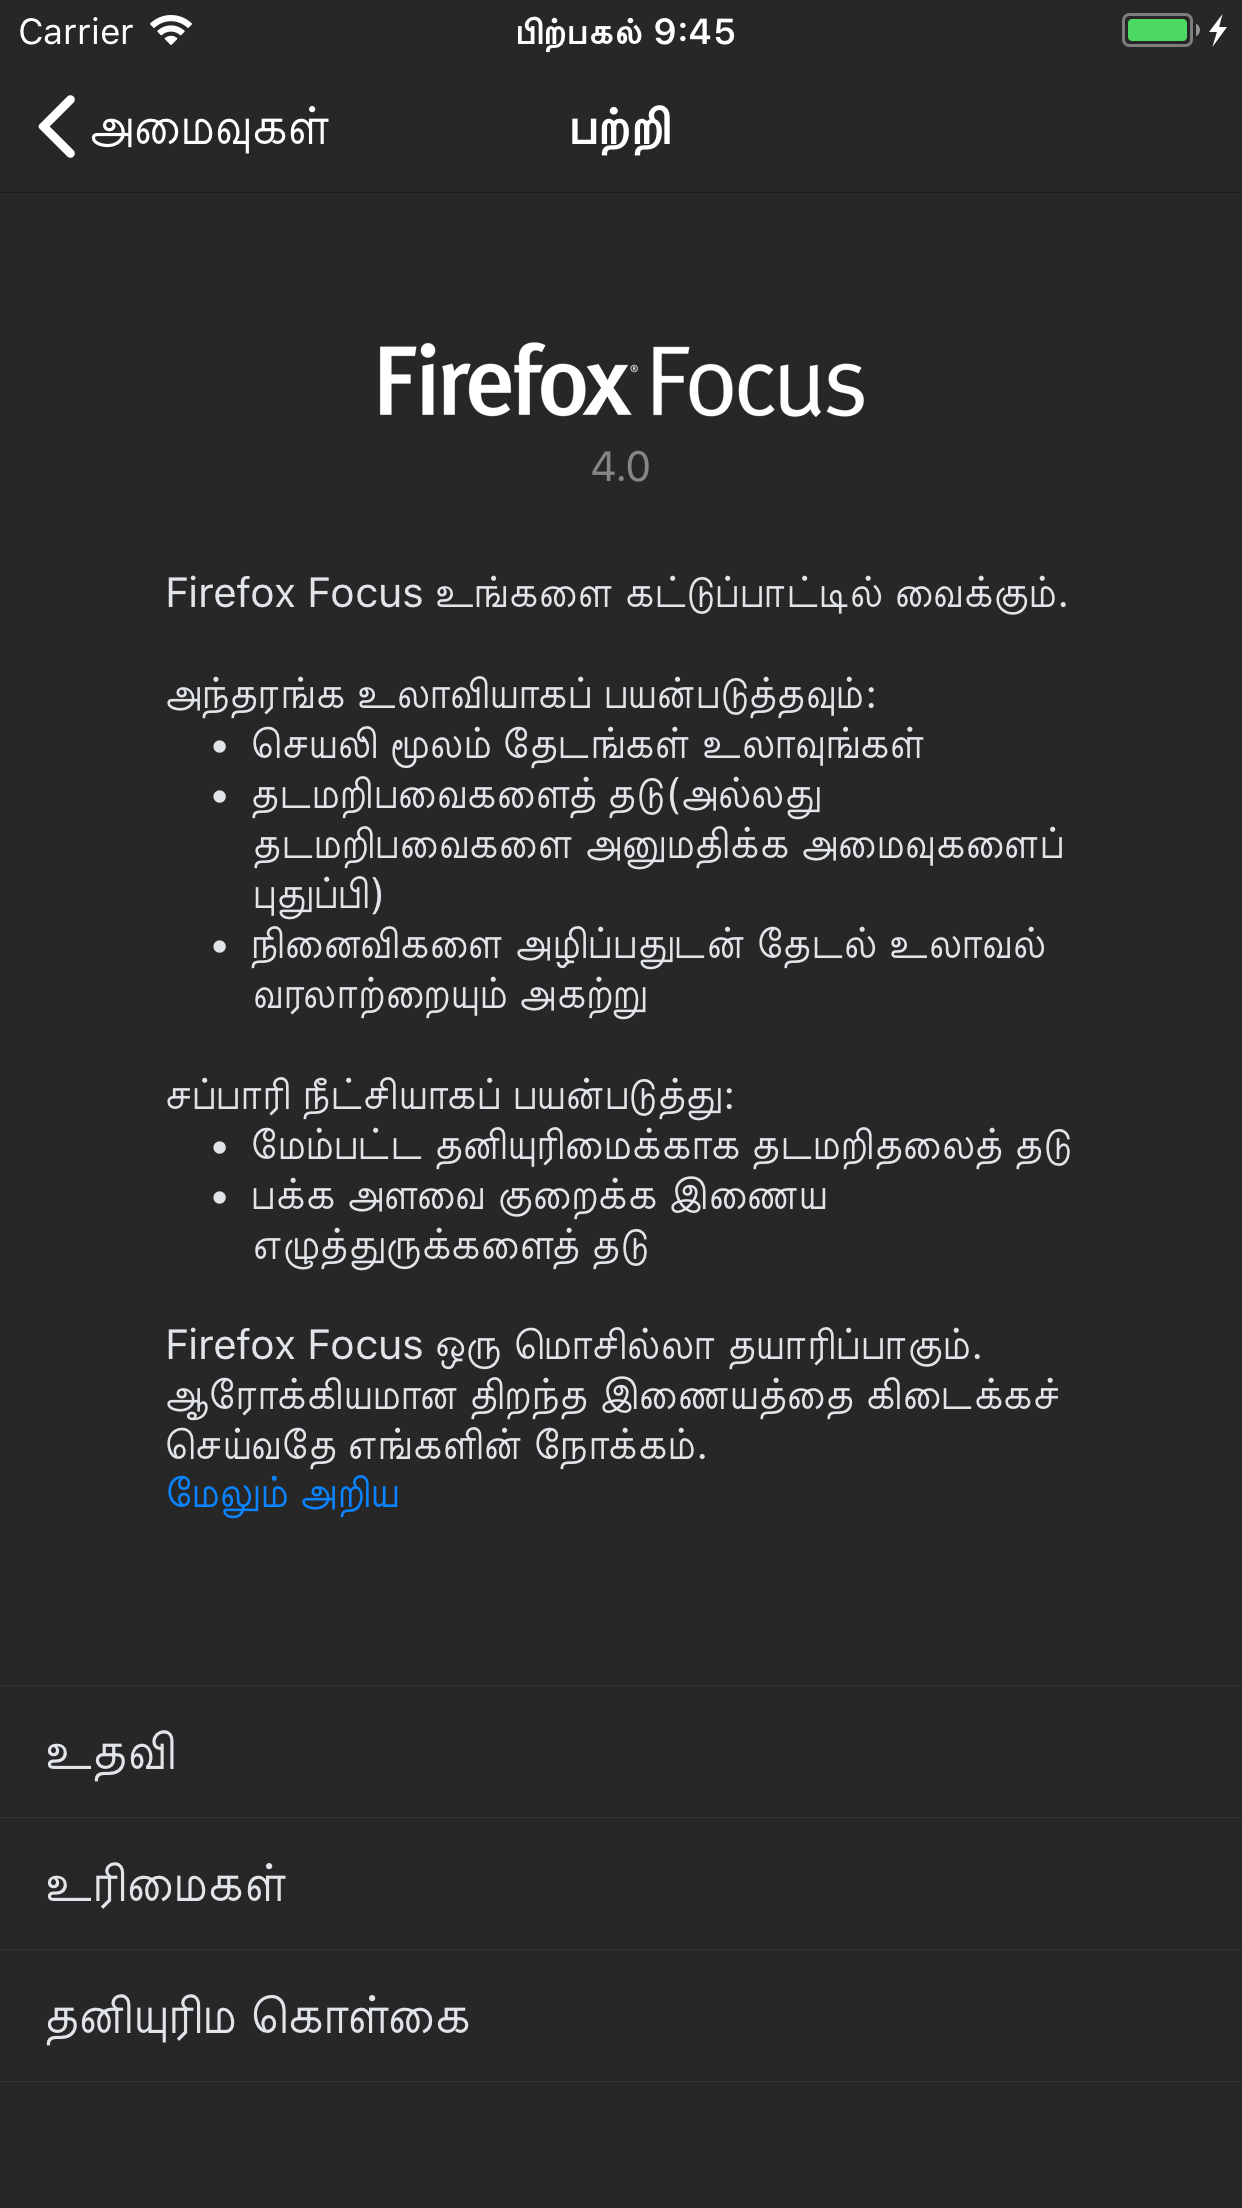 Carrier பிற்பகல் 9:45
அமைவுகள் பற்றி
Firefox® Focus
4.0
Firefox Focus உங்களை கட்டுப்பாட்டில் வைக்கும்.
அந்தரங்க உலாவியாகப் பயன்படுத்தவும்:
• செயலி மூலம் தேடங்கள் உலாவுங்கள்
• தடமறிபவைகளைத் தடு(அல்லது
தடமறிபவைகளை அனுமதிக்க அமைவுகளைப்
புதுப்பி)
• நினைவிகளை அழிப்பதுடன் தேடல் உலாவல்
வரலாற்றையும் அகற்று
சப்பாரி நீட்சியாகப் பயன்படுத்து:
• மேம்பட்ட தனியுரிமைக்காக தடமறிதலைத் தடு
• பக்க அளவை குறைக்க இணைய
எழுத்துருக்களைத் தடு
Firefox Focus ஒரு மொசில்லா தயாரிப்பாகும்.
ஆரோக்கியமான திறந்த இணையத்தை கிடைக்கச்
செய்வதே எங்களின் நோக்கம்.
மேலும் அறிய
உதவி
உரிமைகள்
தனியுரிம கொள்கை